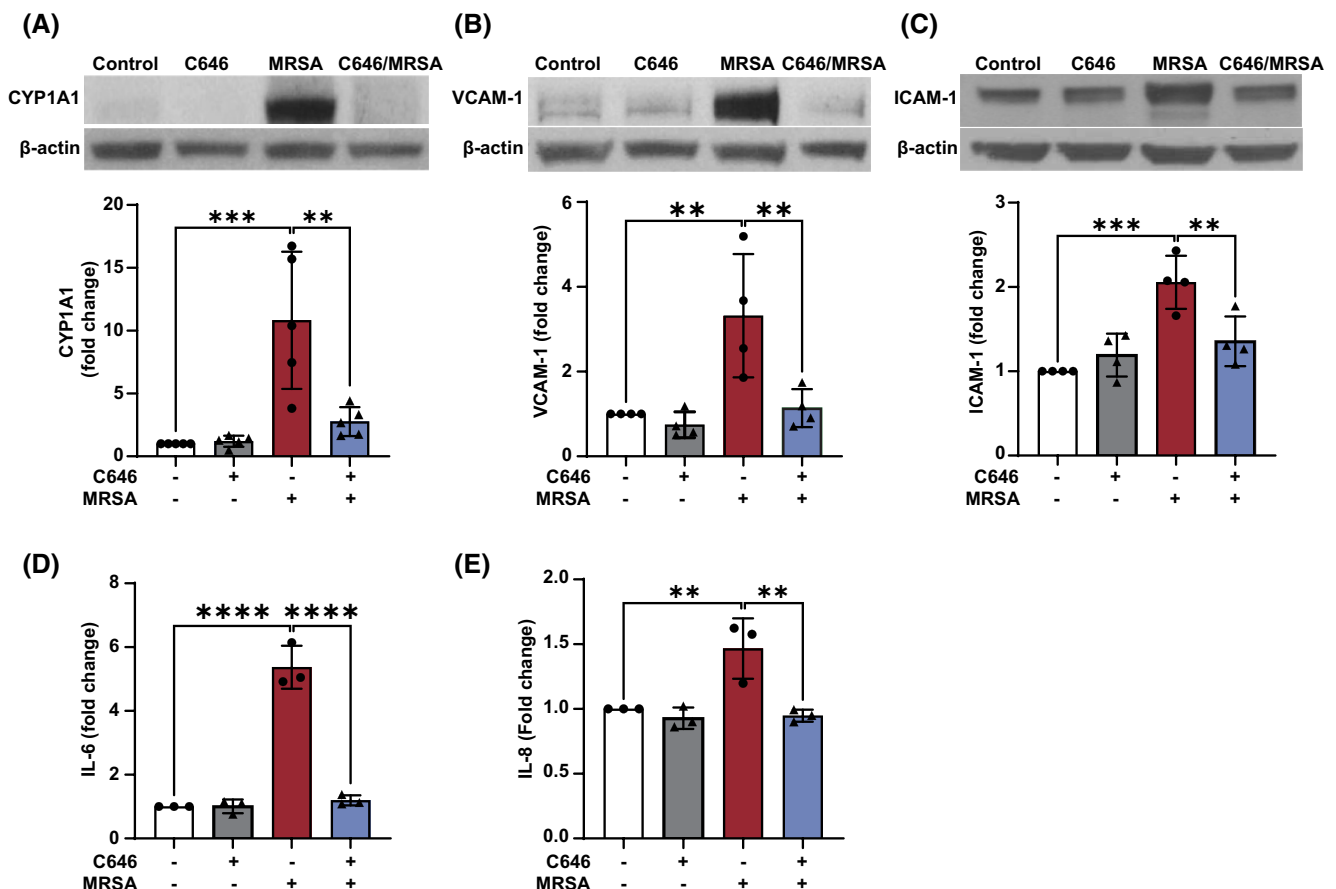 (A)
Control C646 MRSA C646/MRSA
CYP1A1
β-actin
CYP1A1
(fold change)
20
15
10
5
0
*** **
C646 - + - +
MRSA - - + +
(B)
Control C646 MRSA C646/MRSA
VCAM-1
β-actin
VCAM-1 (fold change)
6
4
2
0
** **
C646 - + - +
MRSA - - + +
(C)
Control C646 MRSA C646/MRSA
ICAM-1
β-actin
ICAM-1 (fold change)
3
2
1
0
*** **
C646 - + - +
MRSA - - + +
(D)
IL-6 (fold change)
8
6
4
2
0
**** ****
C646 - + - +
MRSA - - + +
(E)
IL-8 (Fold change)
2.0
1.5
1.0
0.5
0.0
** **
C646 - + - +
MRSA - - + +